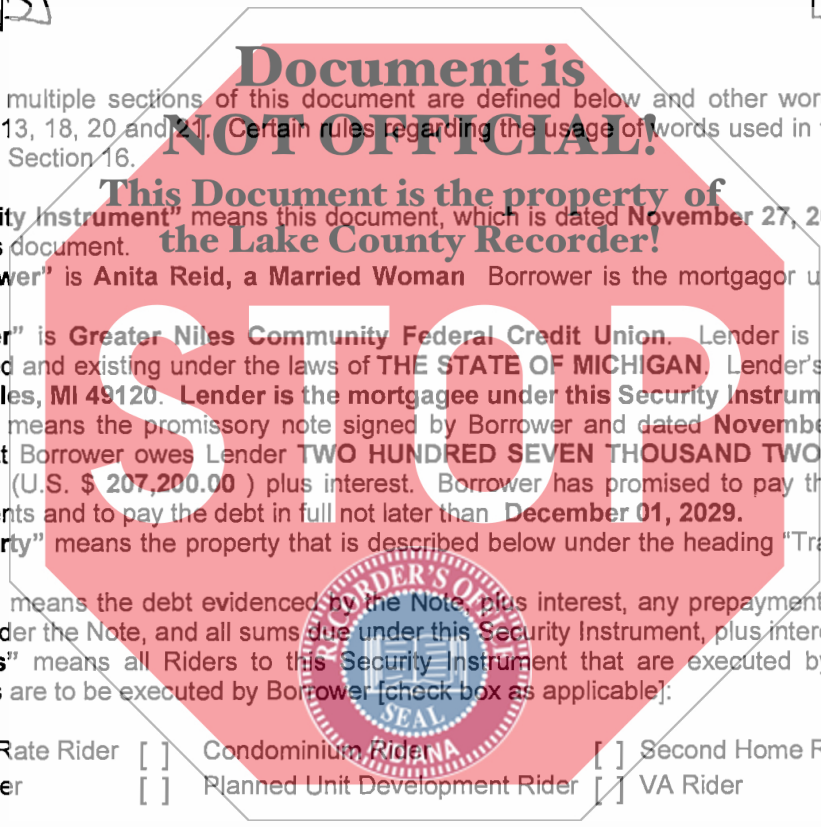 Document is
multiple sections of this document are defined below and other wor
13, 18, 20 and 21. Certain rules regarding the usage of words used in
NOT OFFICIAL!
Section 16.
This Document is the property of
ity Instrument” means this document, which is dated November 27, 2
the Lake County Recorder!
s document.
wer” is Anita Reid, a Married Woman Borrower is the mortgagor u
er” is Greater Niles Community Federal Credit Union. Lender is
d and existing under the laws of THE STATE OF MICHIGAN. Lender's
les, MI 49120. Lender is the mortgagee under this Security Instrum
means the promissory note signed by Borrower and dated Novembe
t Borrower owes Lender TWO HUNDRED SEVEN THOUSAND TWO
(U.S. $ 207,200.00 ) plus interest. Borrower has promised to pay th
nts and to pay the debt in full not later than December 01, 2029.
STOP
rty” means the property that is described below under the heading “Tra
means the debt evidenced by the Note, plus interest, any prepayment
der the Note, and all sums due under this Security Instrument, plus intere
s” means all Riders to this Security Instrument that are executed by
s are to be executed by Borrower [check box as applicable]:
RECORDER'S OFFICE
SEAL
INDIANA
Rate Rider [ ] Condominium Rider [ ] Second Home R
er [ ] Planned Unit Development Rider [ ] VA Rider